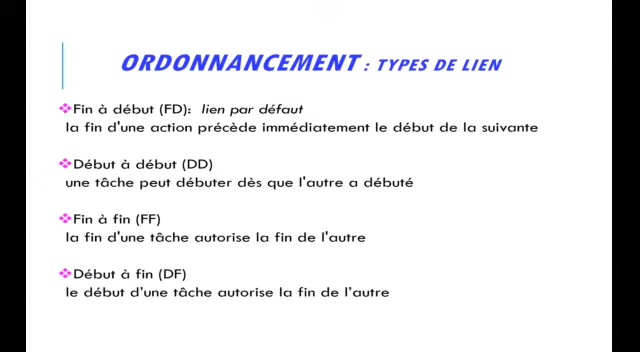 ORDONNANCEMENT : TYPES DE LIEN
Fin à début (FD): lien par défaut
la fin d'une action précède immédiatement le début de la suivante
Début à début (DD)
une tâche peut débuter dès que l'autre a débuté
Fin à fin (FF)
la fin d'une tâche autorise la fin de l'autre
Début à fin (DF)
le début d'une tâche autorise la fin de l'autre